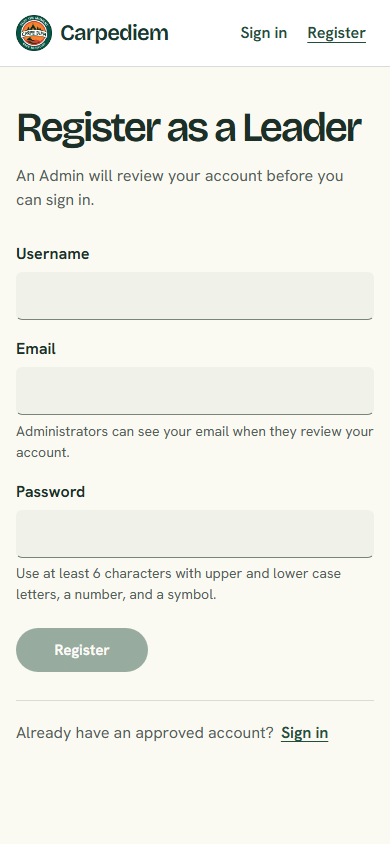 Carpediem
Sign in
Register
Register as a Leader
An Admin will review your account before you
can sign in.
Username
Email
Administrators can see your email when they review your
account.
Password
Use at least 6 characters with upper and lower case
letters, a number, and a symbol.
Register
Already have an approved account? Sign in